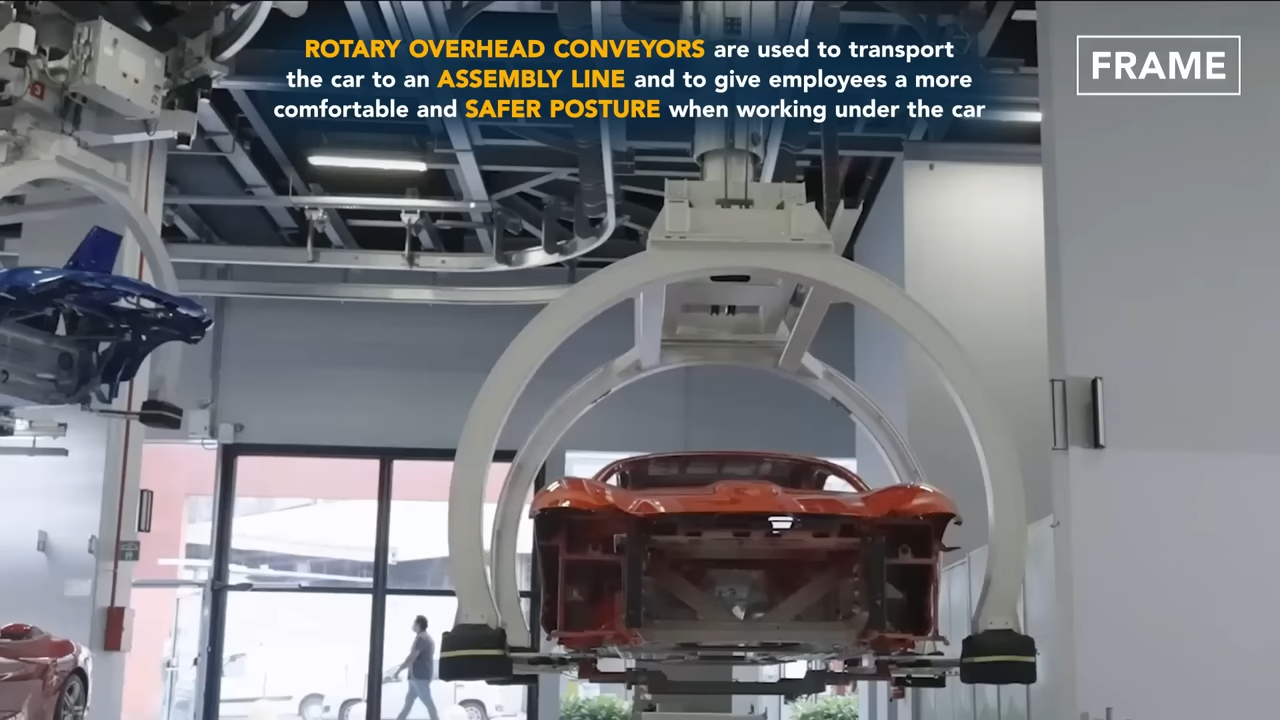 ROTARY OVERHEAD CONVEYORS are used to transport
the car to an ASSEMBLY LINE and to give employees a more
comfortable and SAFER POSTURE when working under the car
FRAME